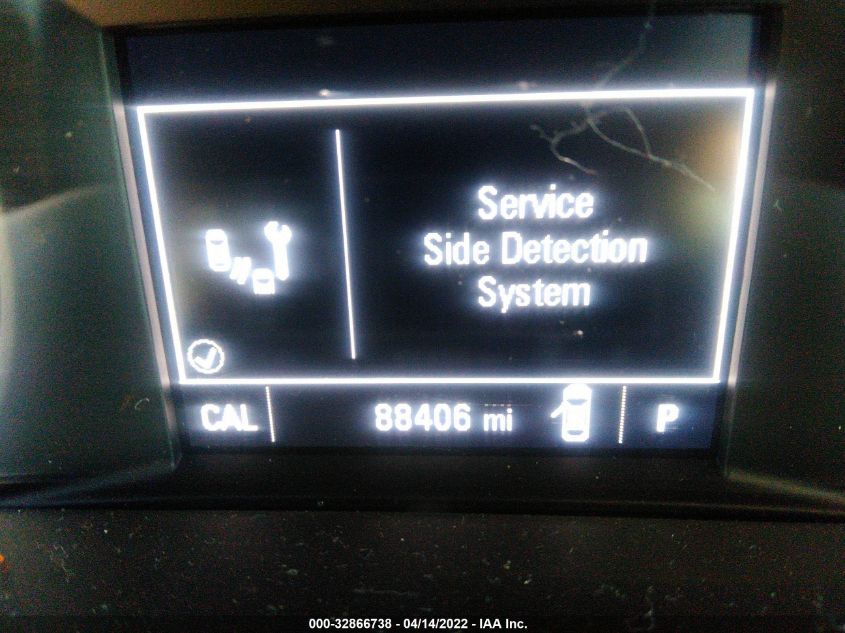 Service
Side Detection
System
CAL 88406 mi P
000-32866738 - 04/14/2022 - IAA Inc.